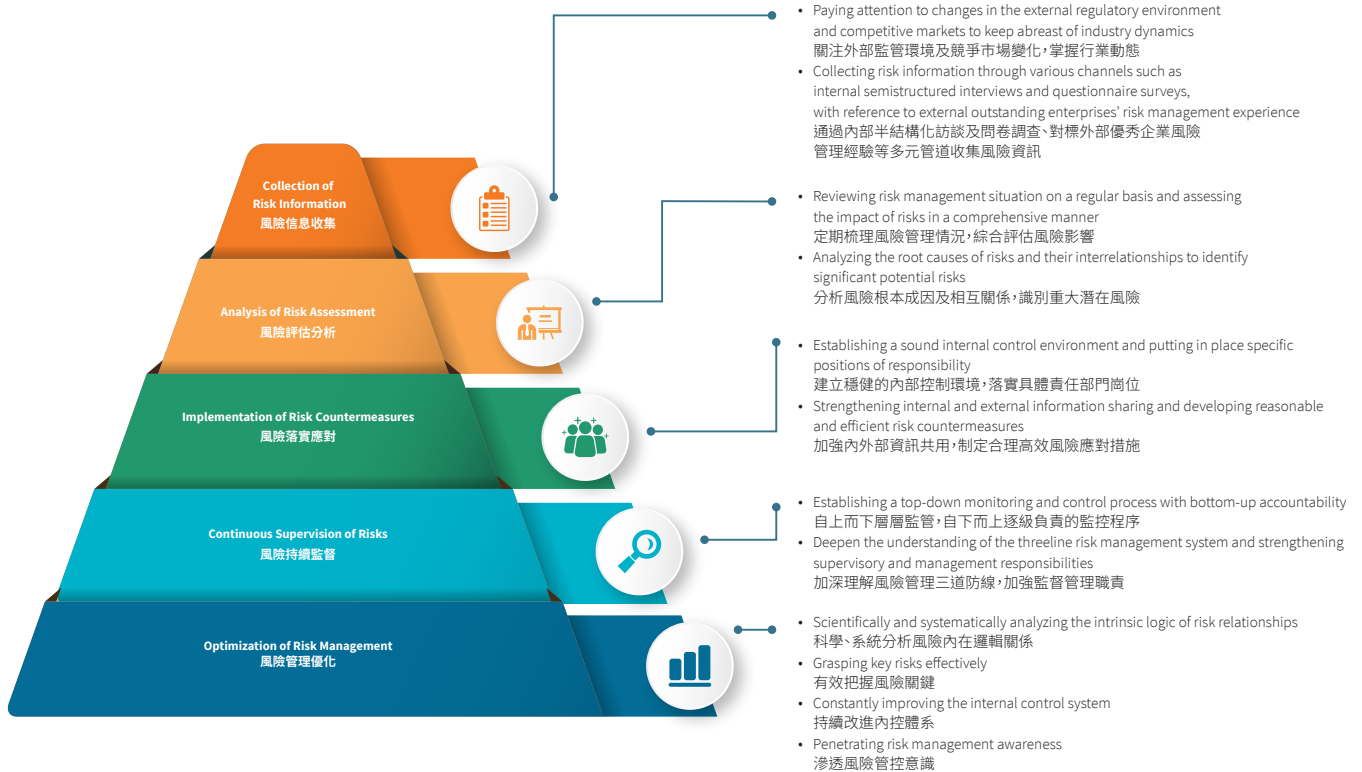 Collection of
Risk Information
風險信息收集
• Paying attention to changes in the external regulatory environment
and competitive markets to keep abreast of industry dynamics
關注外部監管環境及競爭市場變化，掌握行業動態
• Collecting risk information through various channels such as
internal semistructured interviews and questionnaire surveys,
with reference to external outstanding enterprises’ risk management experience
通過內部半結構化訪談及問卷調查、對標外部優秀企業風險
管理經驗等多元管道收集風險資訊
Analysis of Risk Assessment
風險評估分析
• Reviewing risk management situation on a regular basis and assessing
the impact of risks in a comprehensive manner
定期梳理風險管理情況，綜合評估風險影響
• Analyzing the root causes of risks and their interrelationships to identify
significant potential risks
分析風險根本成因及相互關係，識別重大潛在風險
Implementation of Risk Countermeasures
風險落實應對
• Establishing a sound internal control environment and putting in place specific
positions of responsibility
建立穩健的內部控制環境，落實具體責任部門崗位
• Strengthening internal and external information sharing and developing reasonable
and efficient risk countermeasures
加強內外部資訊共用，制定合理高效風險應對措施
Continuous Supervision of Risks
風險持續監督
• Establishing a top-down monitoring and control process with bottom-up accountability
自上而下層層監管，自下而上逐級負責的監控程序
• Deepen the understanding of the threeline risk management system and strengthening
supervisory and management responsibilities
加深理解風險管理三道防線，加強監督管理職責
Optimization of Risk Management
風險管理優化
• Scientifically and systematically analyzing the intrinsic logic of risk relationships
科學、系統分析風險內在邏輯關係
• Grasping key risks effectively
有效把握風險關鍵
• Constantly improving the internal control system
持續改進內控體系
• Penetrating risk management awareness
滲透風險管控意識